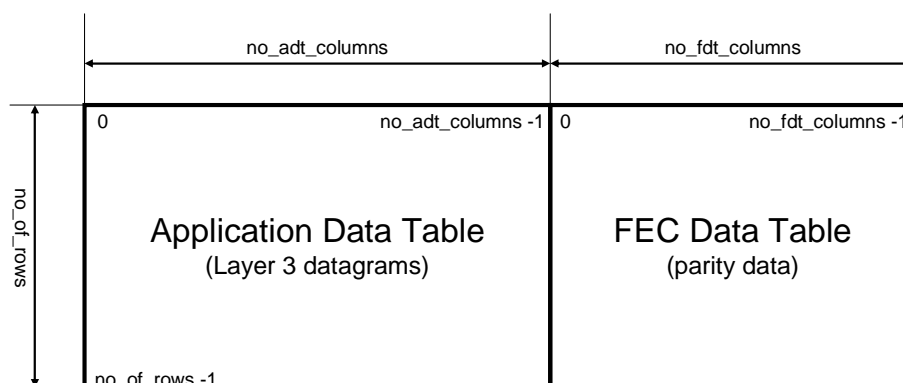 no_adt_columns
no_fdt_columns
0
no_adt_columns -1
0
no_fdt_columns -1
no_of_rows
Application Data Table
(Layer 3 datagrams)
FEC Data Table
(parity data)
no_of_rows -1